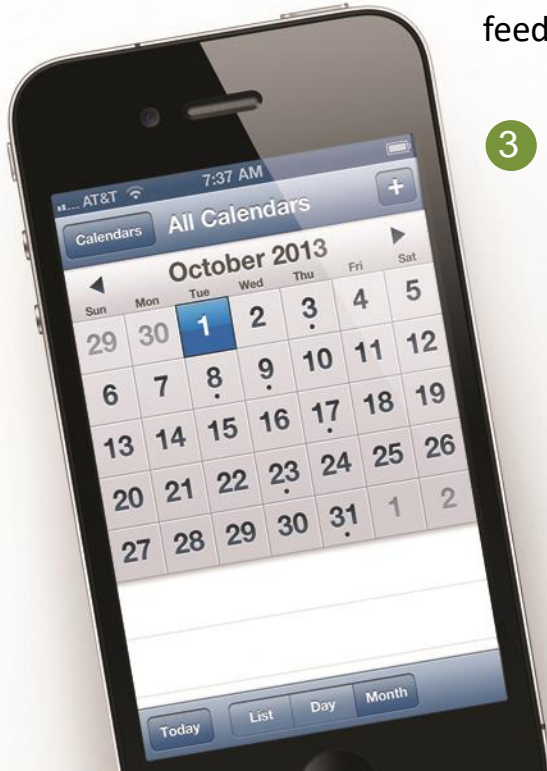 feed
3
AT&T 7:37 AM
Calendars All Calendars +
October 2013
Sun Mon Tue Wed Thu Fri Sat
29 30 1 2 3 4 5
6 7 8 9 10 11 12
13 14 15 16 17 18 19
20 21 22 23 24 25 26
27 28 29 30 31 1 2
Today List Day Month